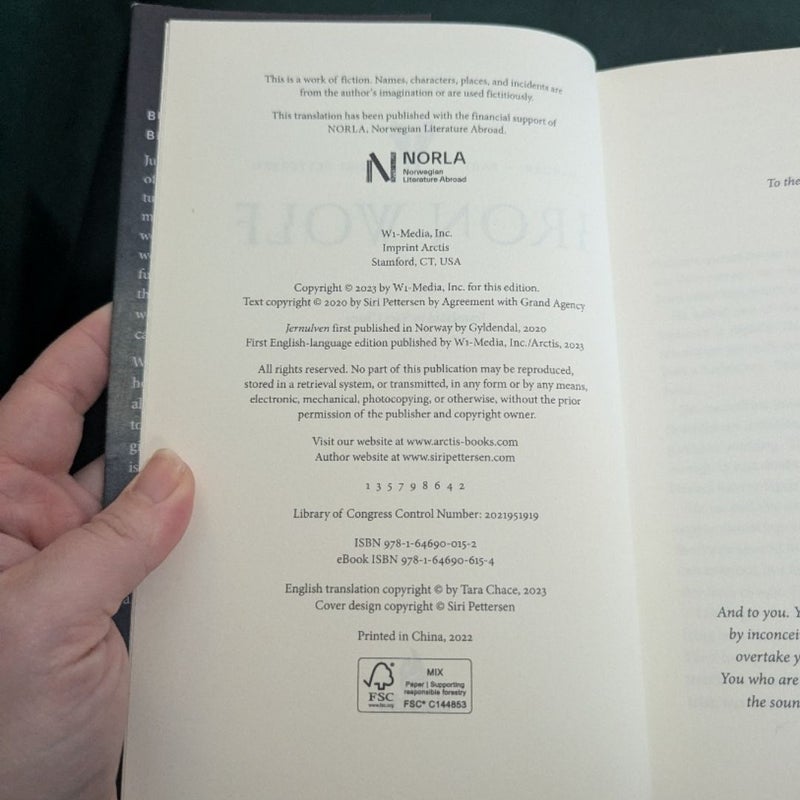 This is a work of fiction. Names, characters, places, and incidents are
from the author's imagination or are used fictitiously.
This translation has been published with the financial support of
NORLA, Norwegian Literature Abroad.
NORLA
Norwegian
Literature Abroad
W1-Media, Inc.
Imprint Arctis
Stamford, CT, USA
Copyright © 2023 by W1-Media, Inc. for this edition.
Text copyright © 2020 by Siri Pettersen by Agreement with Grand Agency
Jernulven first published in Norway by Gyldendal, 2020
First English-language edition published by W1-Media, Inc./Arctis, 2023
All rights reserved. No part of this publication may be reproduced,
stored in a retrieval system, or transmitted, in any form or by any means,
electronic, mechanical, photocopying, or otherwise, without the prior
permission of the publisher and copyright owner.
Visit our website at www.arctis-books.com
Author website at www.siripettersen.com
1 3 5 7 9 8 6 4 2
Library of Congress Control Number: 2021951919
ISBN 978-1-64690-015-2
eBook ISBN 978-1-64690-615-4
English translation copyright © by Tara Chace, 2023
Cover design copyright © Siri Pettersen
Printed in China, 2022
FSC
www.fsc.org
MIX
Paper | Supporting
responsible forestry
FSC® C144853
To the
And to you. Y
by inconcei
overtake y
You who are
the soun